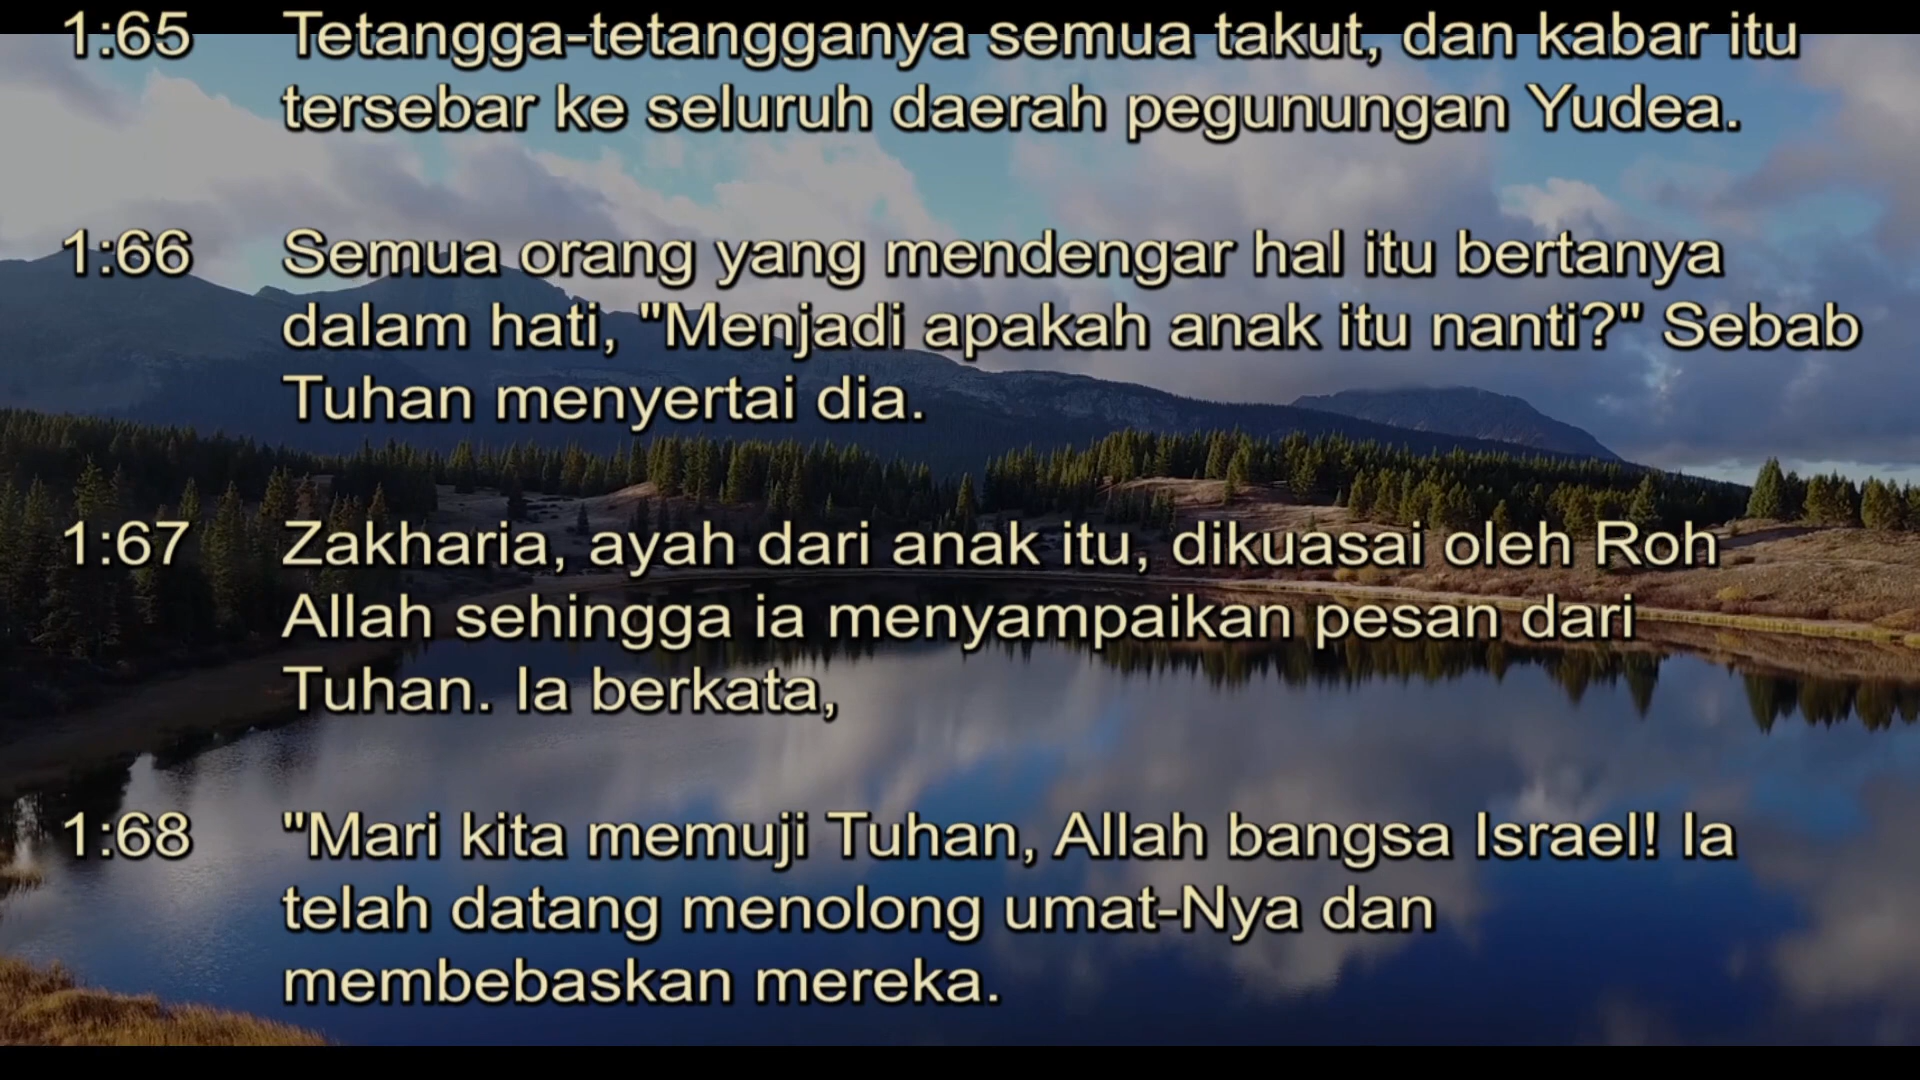 1:65 Tetangga-tetangganya semua takut, dan kabar itu
tersebar ke seluruh daerah pegunungan Yudea.
1:66 Semua orang yang mendengar hal itu bertanya
dalam hati, "Menjadi apakah anak itu nanti?" Sebab
Tuhan menyertai dia.
1:67 Zakharia, ayah dari anak itu, dikuasai oleh Roh
Allah sehingga ia menyampaikan pesan dari
Tuhan. Ia berkata,
1:68 "Mari kita memuji Tuhan, Allah bangsa Israel! Ia
telah datang menolong umat-Nya dan
membebaskan mereka.